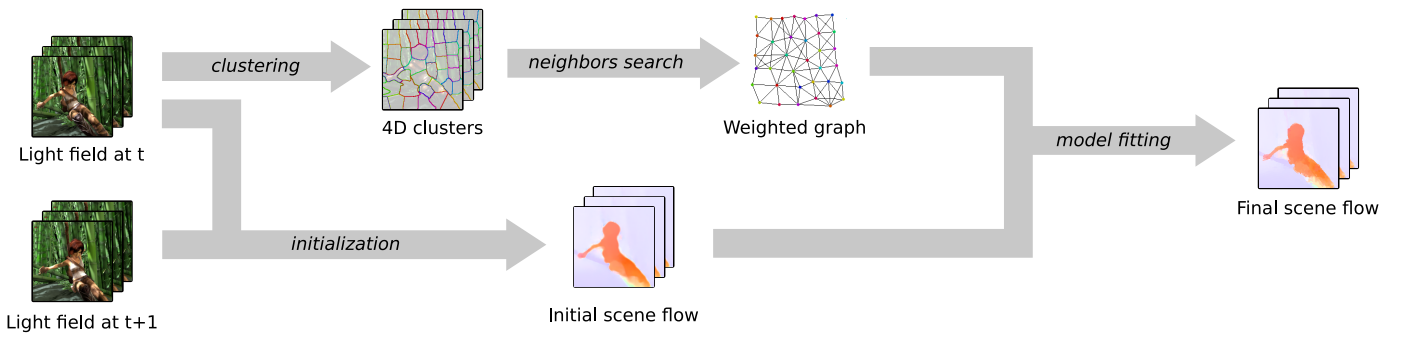 clustering
neighbors search
4D clusters
Weighted graph
model fitting
Light field at t
Final scene flow
initialization
Initial scene flow
Light field at t+1